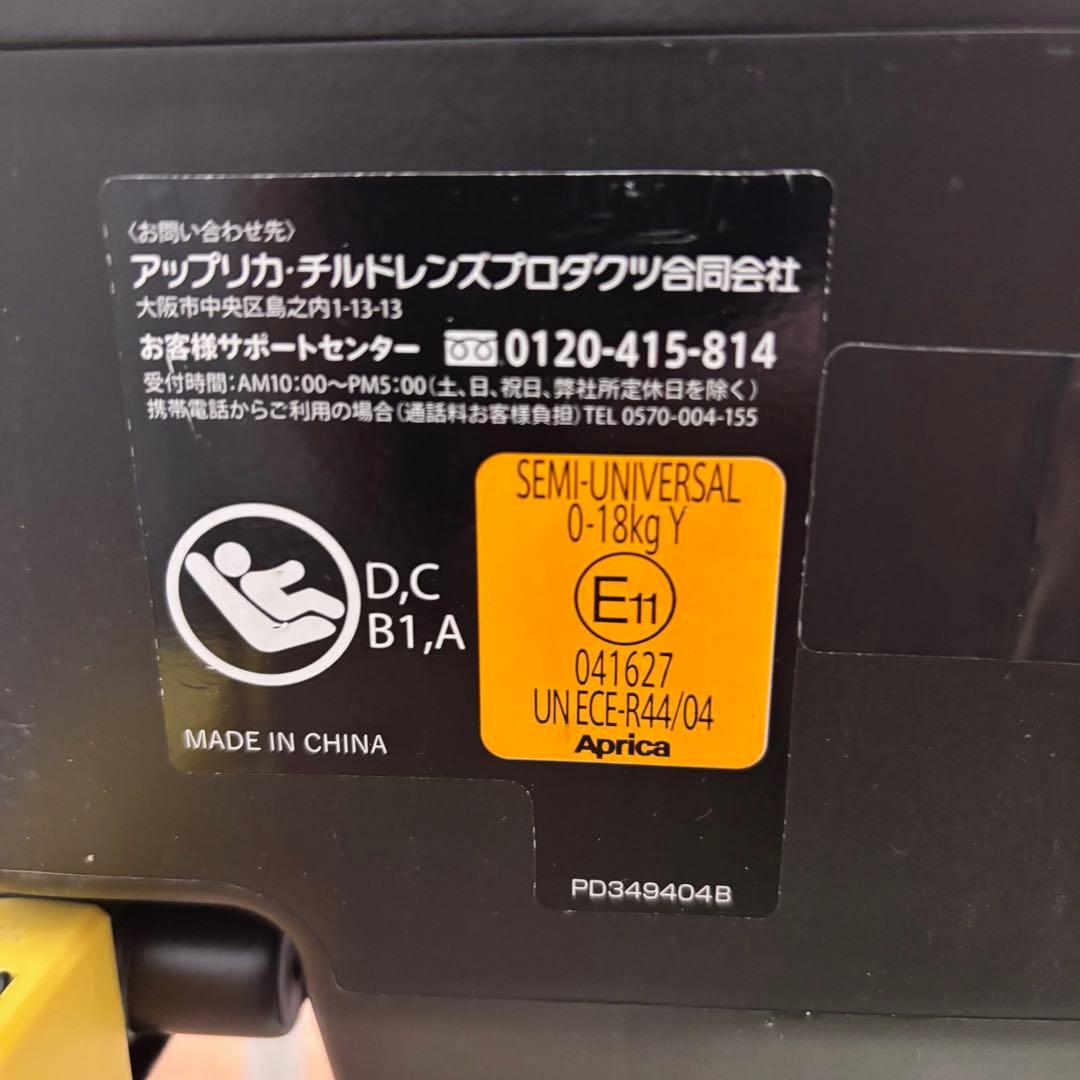 〈お問い合わせ先〉
アップリカ・チルドレンズプロダクツ合同会社
大阪市中央区島之内1-13-13
お客様サポートセンター 0120-415-814
受付時間:AM10:00〜PM5:00(土、日、祝日、弊社所定休日を除く)
携帯電話からご利用の場合(通話料お客様負担)TEL 0570-004-155
SEMI-UNIVERSAL
0-18kg Y
E11
041627
UN ECE-R44/04
Aprica
D,C
B1,A
MADE IN CHINA
PD349404B